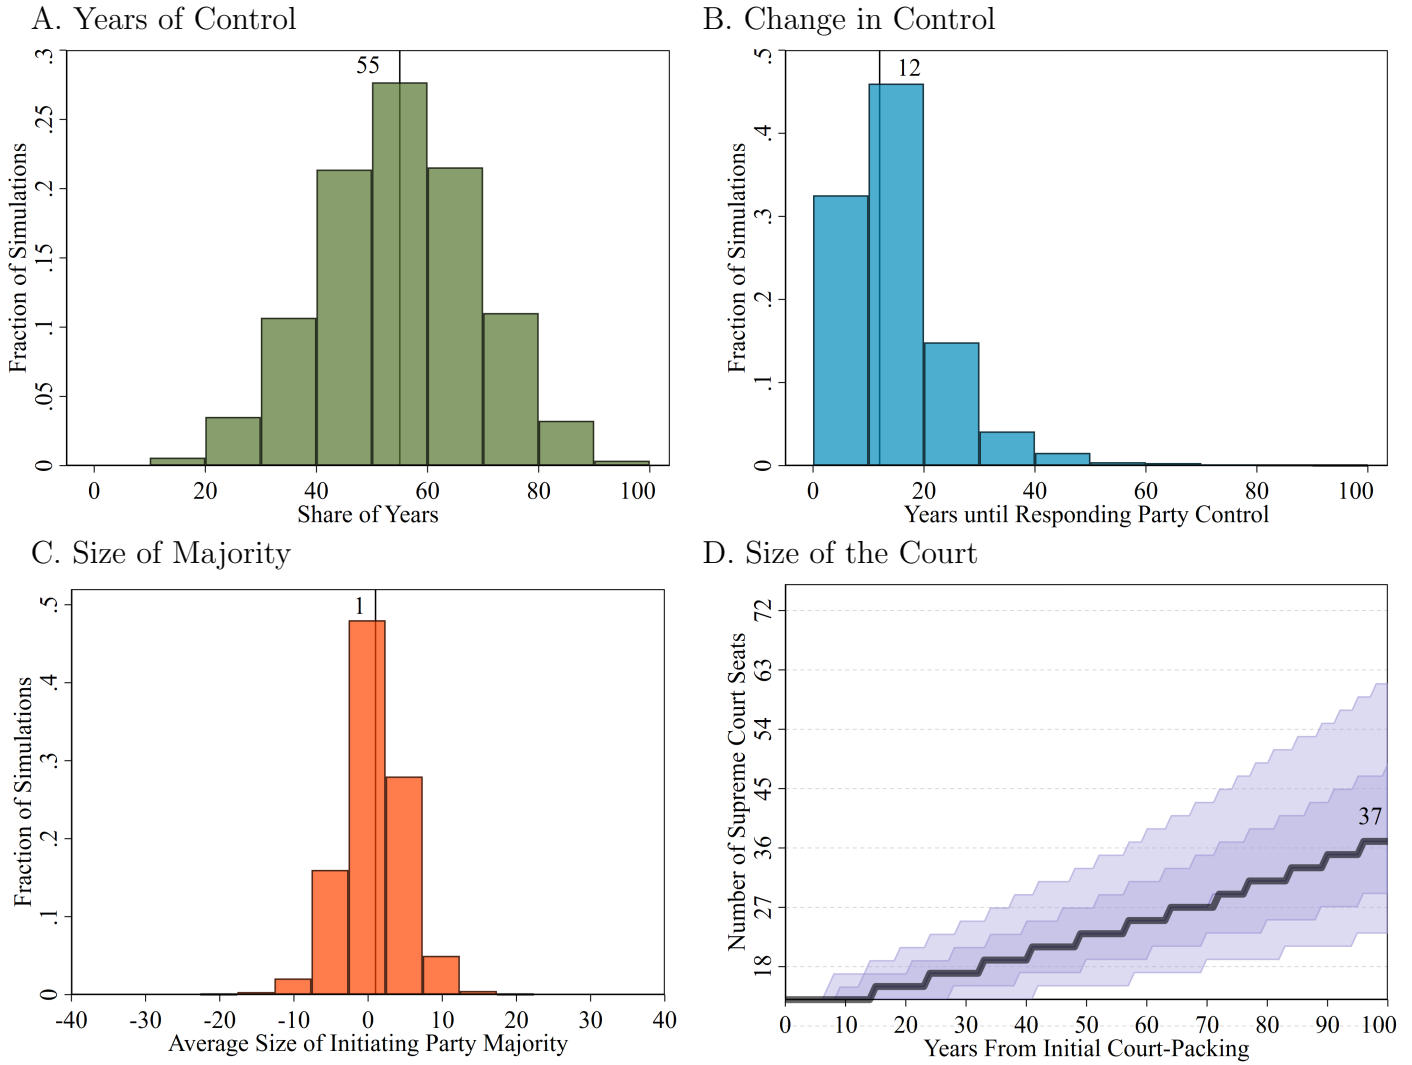 A. Years of Control
B. Change in Control
Fraction of Simulations
0 .05 .1 .15 .2 .25 .3
55
0 20 40 60 80 100
Share of Years
Fraction of Simulations
0 .1 .2 .3 .4 .5
12
0 20 40 60 80 100
Years until Responding Party Control
C. Size of Majority
D. Size of the Court
Fraction of Simulations
0 .1 .2 .3 .4 .5
1
-40 -30 -20 -10 0 10 20 30 40
Average Size of Initiating Party Majority
Number of Supreme Court Seats
18 27 36 45 54 63 72
37
0 10 20 30 40 50 60 70 80 90 100
Years From Initial Court-Packing